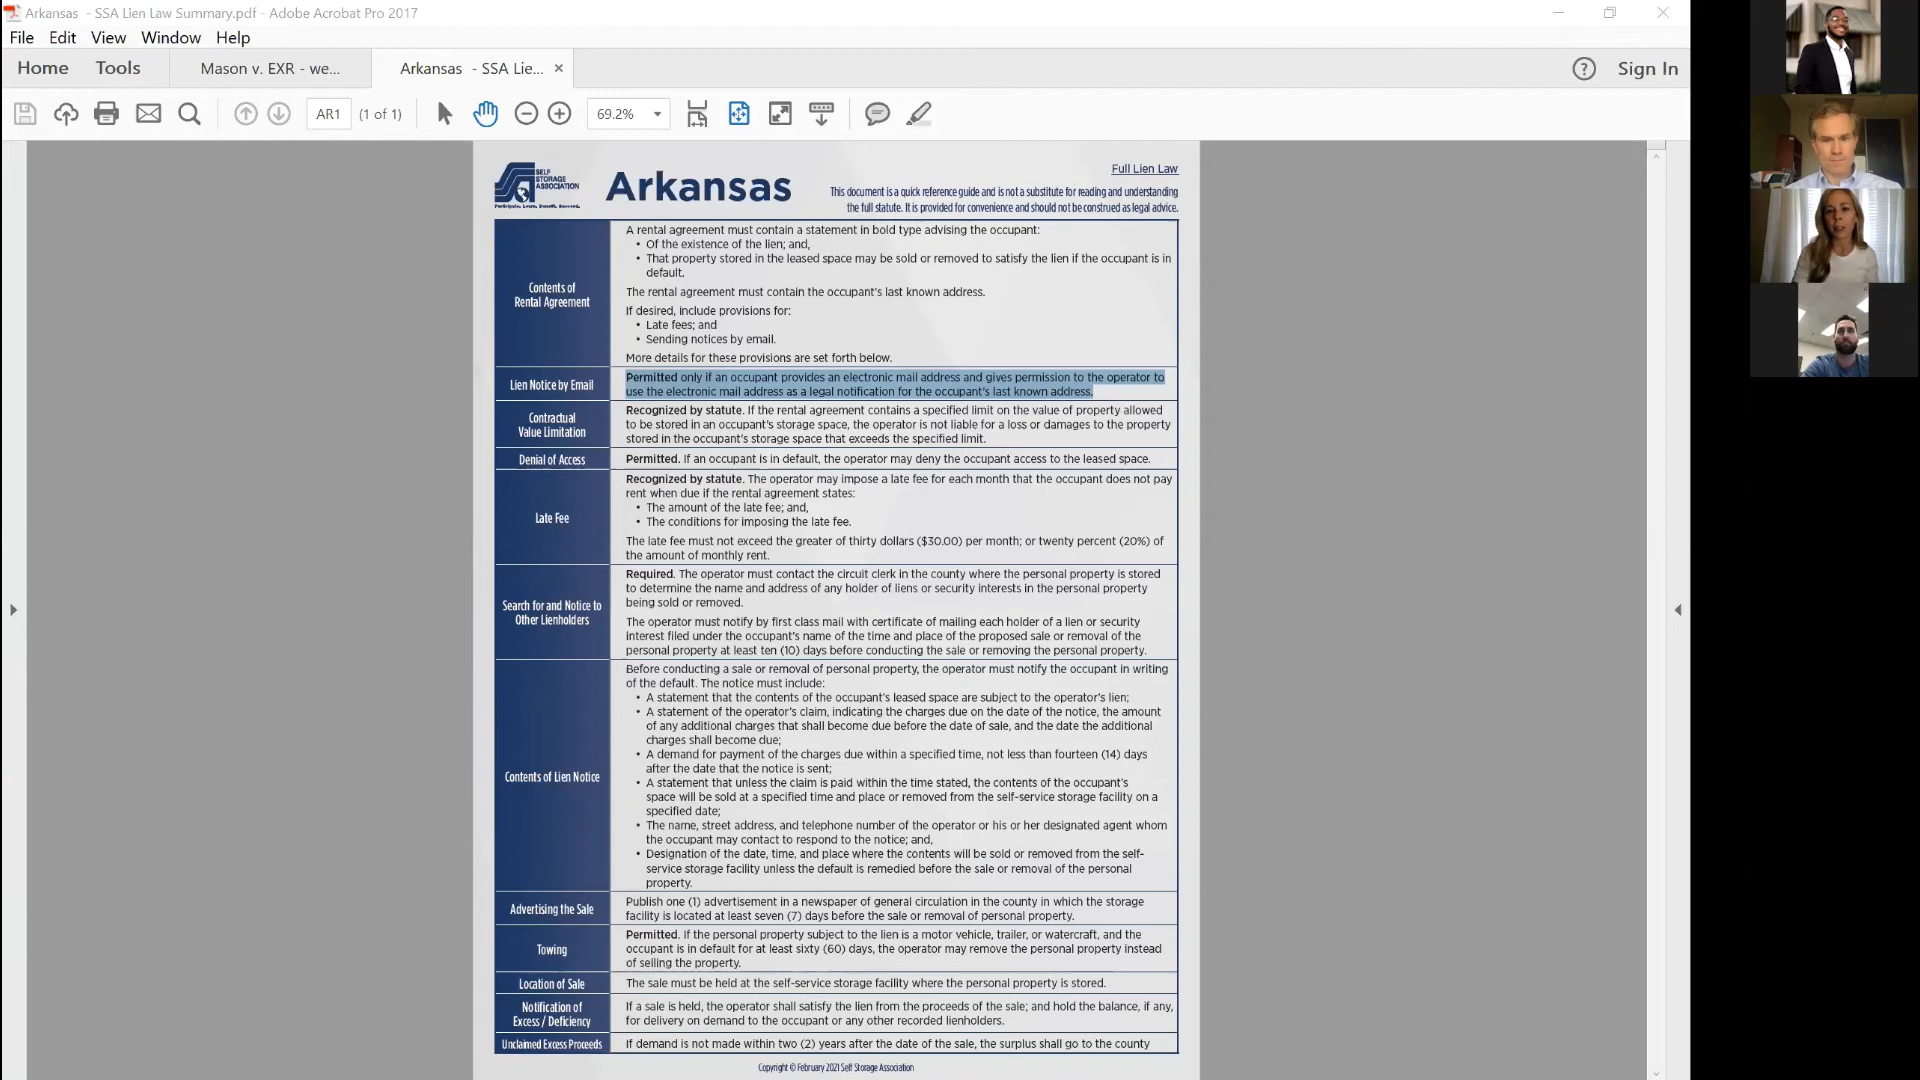 Arkansas - SSA Lien Law Summary.pdf - Adobe Acrobat Pro 2017
File Edit View Window Help
Home Tools Mason v. EXR - we... Arkansas - SSA Lie... × ? Sign In
AR1 (1 of 1) 69.2%
SELF
STORAGE
ASSOCIATION
Arkansas
Full Lien Law
This document is a quick reference guide and is not a substitute for reading and understanding
the full statute. It is provided for convenience and should not be construed as legal advice.
Contents of
Rental Agreement
A rental agreement must contain a statement in bold type advising the occupant:
• Of the existence of the lien; and,
• That property stored in the leased space may be sold or removed to satisfy the lien if the occupant is in
default.
The rental agreement must contain the occupant's last known address.
If desired, include provisions for:
• Late fees; and
• Sending notices by email.
More details for these provisions are set forth below.
Lien Notice by Email
Permitted only if an occupant provides an electronic mail address and gives permission to the operator to
use the electronic mail address as a legal notification for the occupant's last known address.
Contractual
Value Limitation
Recognized by statute. If the rental agreement contains a specified limit on the value of property allowed
to be stored in an occupant's storage space, the operator is not liable for a loss or damages to the property
stored in the occupant's storage space that exceeds the specified limit.
Denial of Access
Permitted. If an occupant is in default, the operator may deny the occupant access to the leased space.
Late Fee
Recognized by statute. The operator may impose a late fee for each month that the occupant does not pay
rent when due if the rental agreement states:
• The amount of the late fee; and,
• The conditions for imposing the late fee.
The late fee must not exceed the greater of thirty dollars ($30.00) per month; or twenty percent (20%) of
the amount of monthly rent.
Search for and Notice to
Other Lienholders
Required. The operator must contact the circuit clerk in the county where the personal property is stored
to determine the name and address of any holder of liens or security interests in the personal property
being sold or removed.
The operator must notify by first class mail with certificate of mailing each holder of a lien or security
interest filed under the occupant's name of the time and place of the proposed sale or removal of the
personal property at least ten (10) days before conducting the sale or removing the personal property.
Contents of Lien Notice
Before conducting a sale or removal of personal property, the operator must notify the occupant in writing
of the default. The notice must include:
• A statement that the contents of the occupant's leased space are subject to the operator's lien;
• A statement of the operator's claim, indicating the charges due on the date of the notice, the amount
of any additional charges that shall become due before the date of sale, and the date the additional
charges shall become due;
• A demand for payment of the charges due within a specified time, not less than fourteen (14) days
after the date that the notice is sent;
• A statement that unless the claim is paid within the time stated, the contents of the occupant's
space will be sold at a specified time and place or removed from the self-service storage facility on a
specified date;
• The name, street address, and telephone number of the operator or his or her designated agent whom
the occupant may contact to respond to the notice; and,
• Designation of the date, time, and place where the contents will be sold or removed from the self-
service storage facility unless the default is remedied before the sale or removal of the personal
property.
Advertising the Sale
Publish one (1) advertisement in a newspaper of general circulation in the county in which the storage
facility is located at least seven (7) days before the sale or removal of personal property.
Towing
Permitted. If the personal property subject to the lien is a motor vehicle, trailer, or watercraft, and the
occupant is in default for at least sixty (60) days, the operator may remove the personal property instead
of selling the property.
Location of Sale
The sale must be held at the self-service storage facility where the personal property is stored.
Notification of
Excess / Deficiency
If a sale is held, the operator shall satisfy the lien from the proceeds of the sale; and hold the balance, if any,
for delivery on demand to the occupant or any other recorded lienholders.
Unclaimed Excess Proceeds
If demand is not made within two (2) years after the date of the sale, the surplus shall go to the county
Copyright © February 2021 Self Storage Association